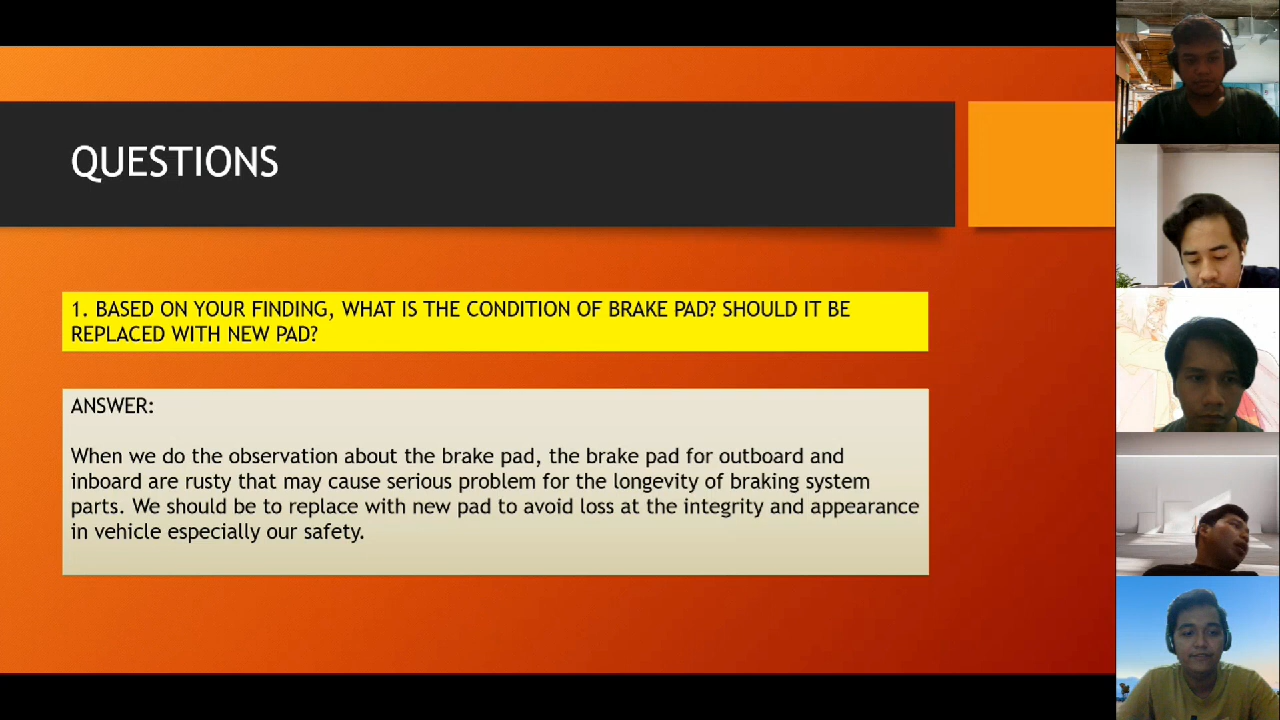 QUESTIONS
1. BASED ON YOUR FINDING, WHAT IS THE CONDITION OF BRAKE PAD? SHOULD IT BE
REPLACED WITH NEW PAD?
ANSWER:
When we do the observation about the brake pad, the brake pad for outboard and
inboard are rusty that may cause serious problem for the longevity of braking system
parts. We should be to replace with new pad to avoid loss at the integrity and appearance
in vehicle especially our safety.